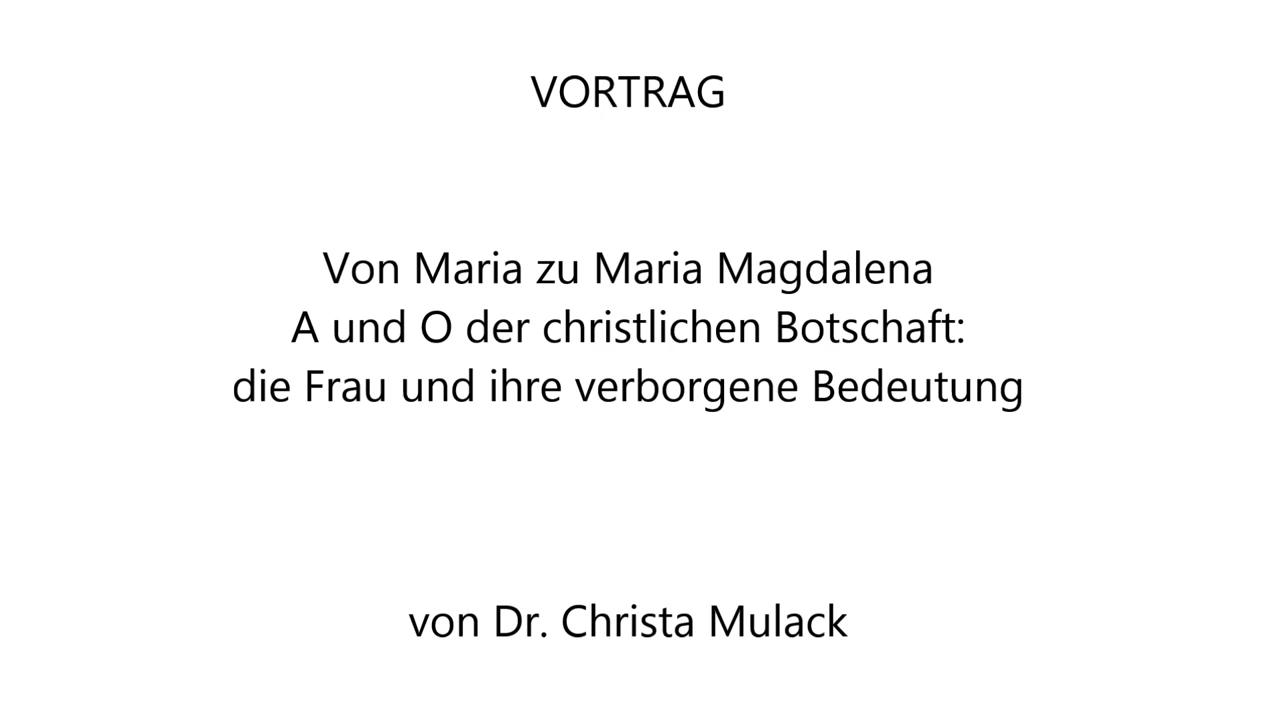 VORTRAG
Von Maria zu Maria Magdalena
A und O der christlichen Botschaft:
die Frau und ihre verborgene Bedeutung
von Dr. Christa Mulack